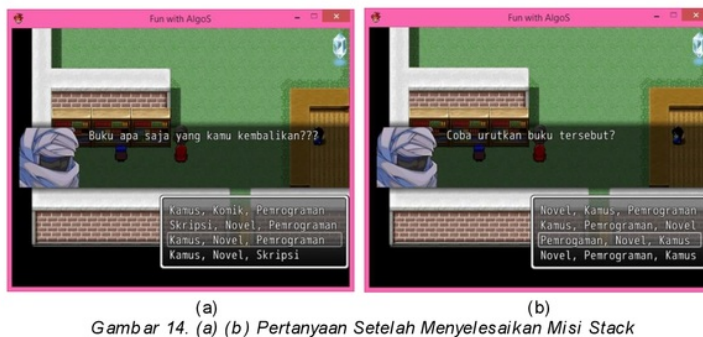 Fun with AlgoS
Buku apa saja yang kamu kembalikan???
Kamus, Komik, Pemrograman
Skripsi, Novel, Pemrograman
Kamus, Novel, Pemrograman
Kamus, Novel, Skripsi
(a)
Fun with AlgoS
Coba urutkan buku tersebut?
Novel, Kamus, Pemrograman
Kamus, Pemrograman, Novel
Pemrogaman, Novel, Kamus
Novel, Pemrograman, Kamus
(b)
Gambar 14. (a) (b) Pertanyaan Setelah Menyelesaikan Misi Stack